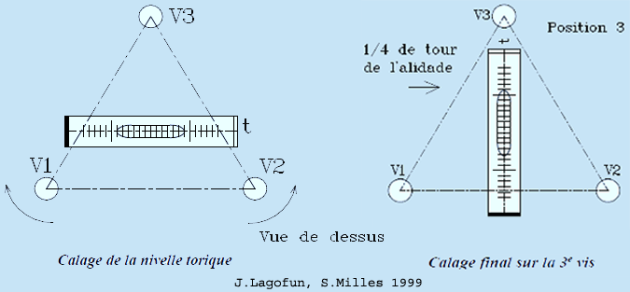 V3
t
V1
V2
Calage de la nivelle torique
Vue de dessus
V3
t
Position 3
1/4 de tour
de l'alidade
V1
V2
Calage final sur la 3e vis
J.Lagofun, S.Milles 1999